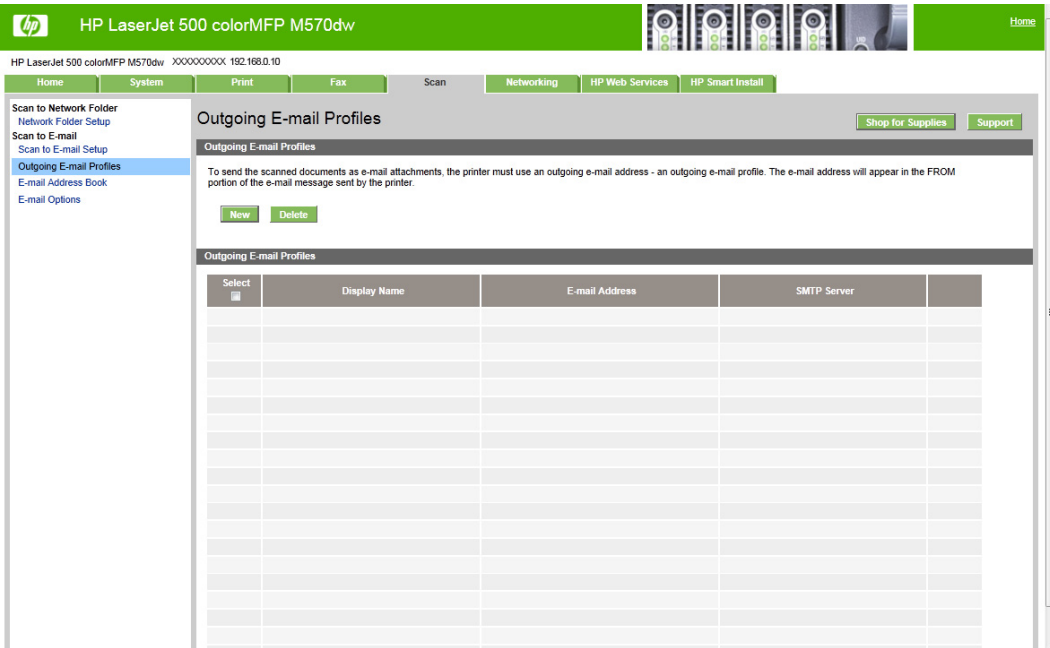 hp HP LaserJet 500 colorMFP M570dw
Home
HP LaserJet 500 colorMFP M570dw XXXXXXXXX 192.168.0.10
Home System Print Fax Scan Networking HP Web Services HP Smart Install
Scan to Network Folder
Network Folder Setup
Scan to E-mail
Scan to E-mail Setup
Outgoing E-mail Profiles
E-mail Address Book
E-mail Options
Outgoing E-mail Profiles
Shop for Supplies Support
Outgoing E-mail Profiles
To send the scanned documents as e-mail attachments, the printer must use an outgoing e-mail address - an outgoing e-mail profile. The e-mail address will appear in the FROM
portion of the e-mail message sent by the printer.
New Delete
Outgoing E-mail Profiles
Select Display Name E-mail Address SMTP Server